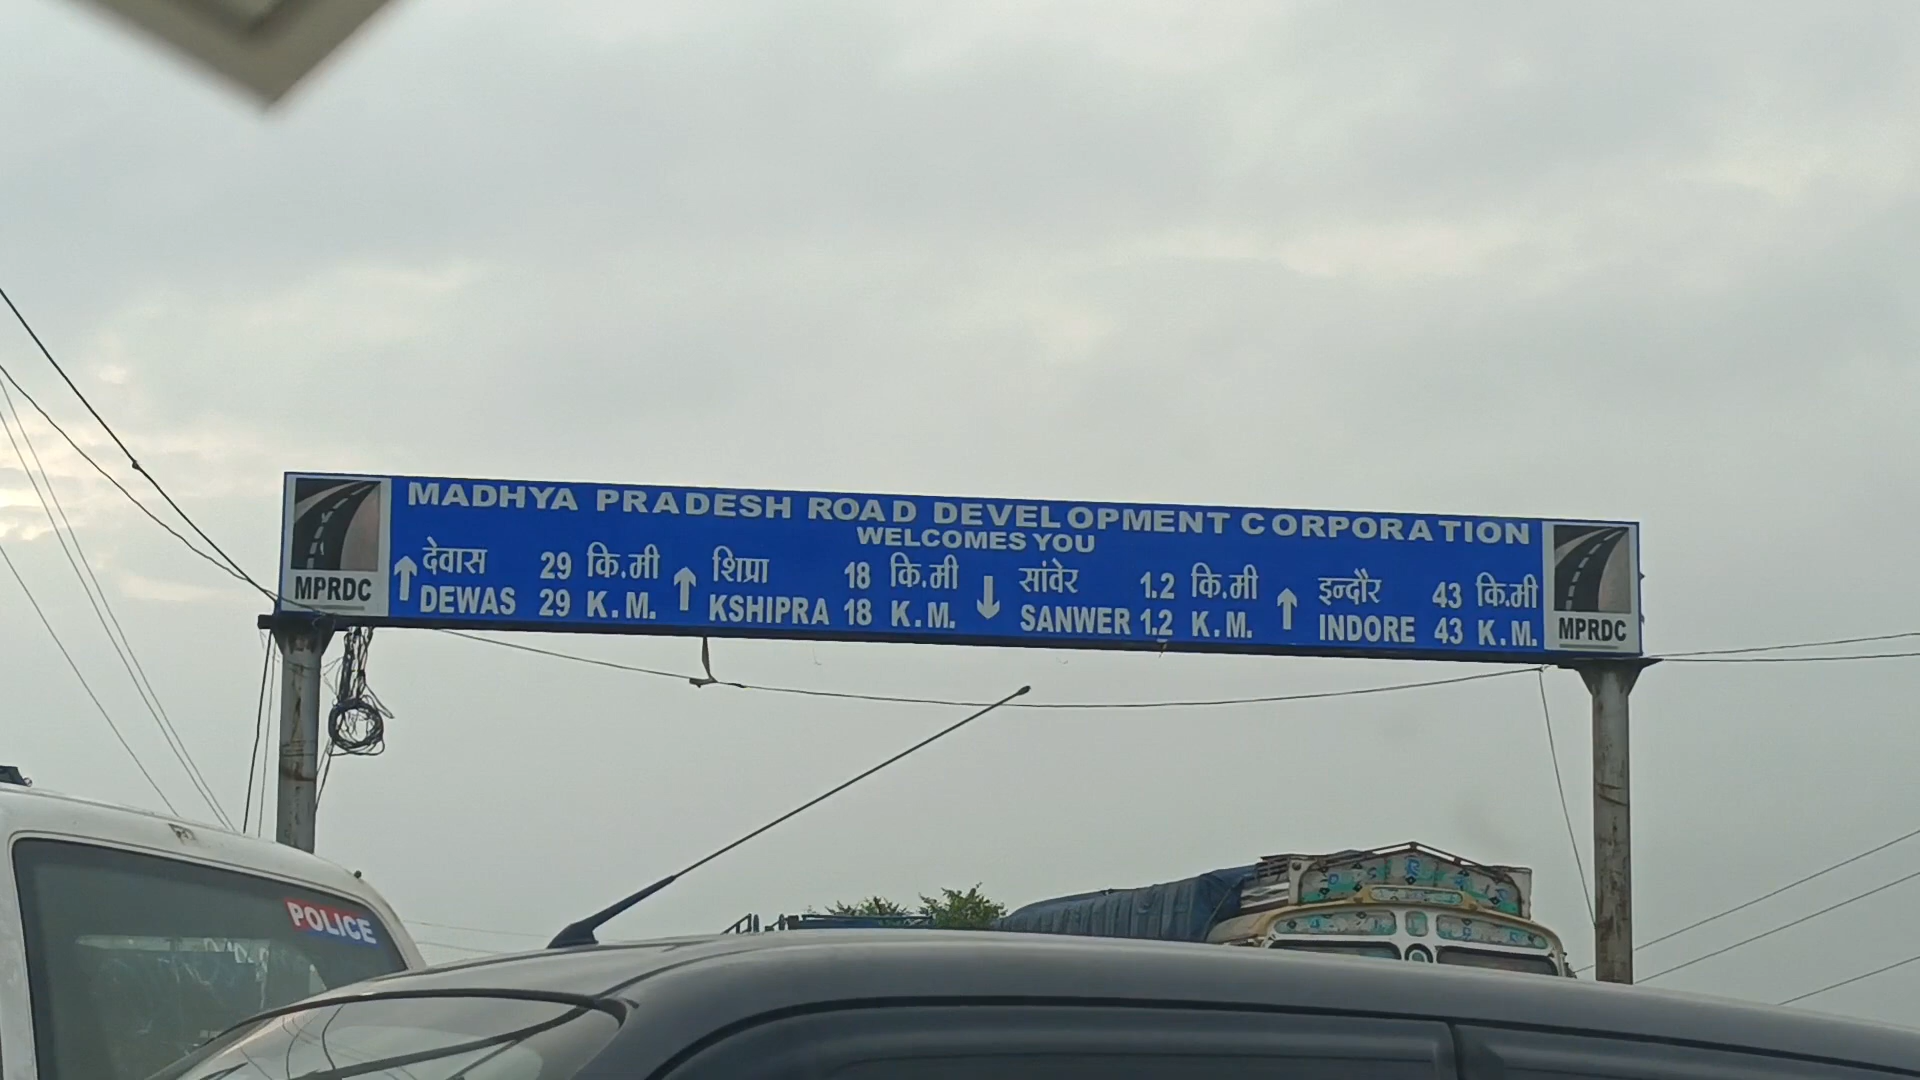 MADHYA PRADESH ROAD DEVELOPMENT CORPORATION
WELCOMES YOU
MPRDC
देवास 29 कि.मी
DEWAS 29 K.M.
शिप्रा 18 कि.मी
KSHIPRA 18 K.M.
सांवेर 1.2 कि.मी
SANWER 1.2 K.M.
इन्दौर 43 कि.मी
INDORE 43 K.M.
MPRDC
POLICE